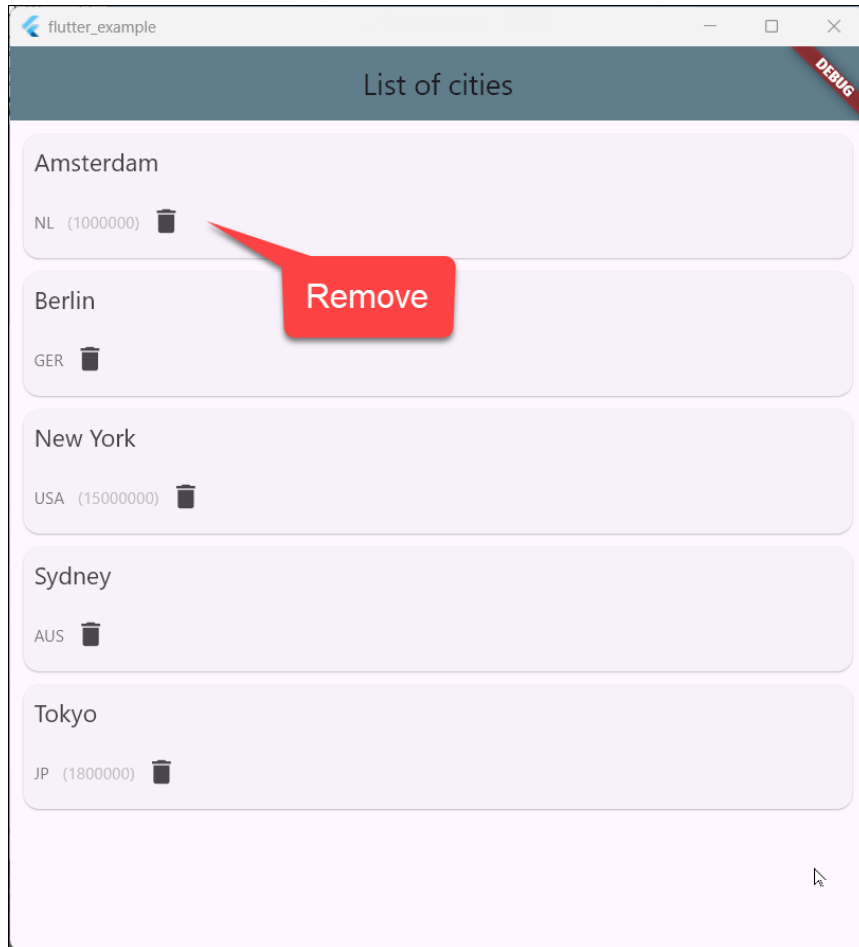 flutter_example
List of cities
DEBUG
Amsterdam
NL (1000000)
Remove
Berlin
GER
New York
USA (15000000)
Sydney
AUS
Tokyo
JP (1800000)